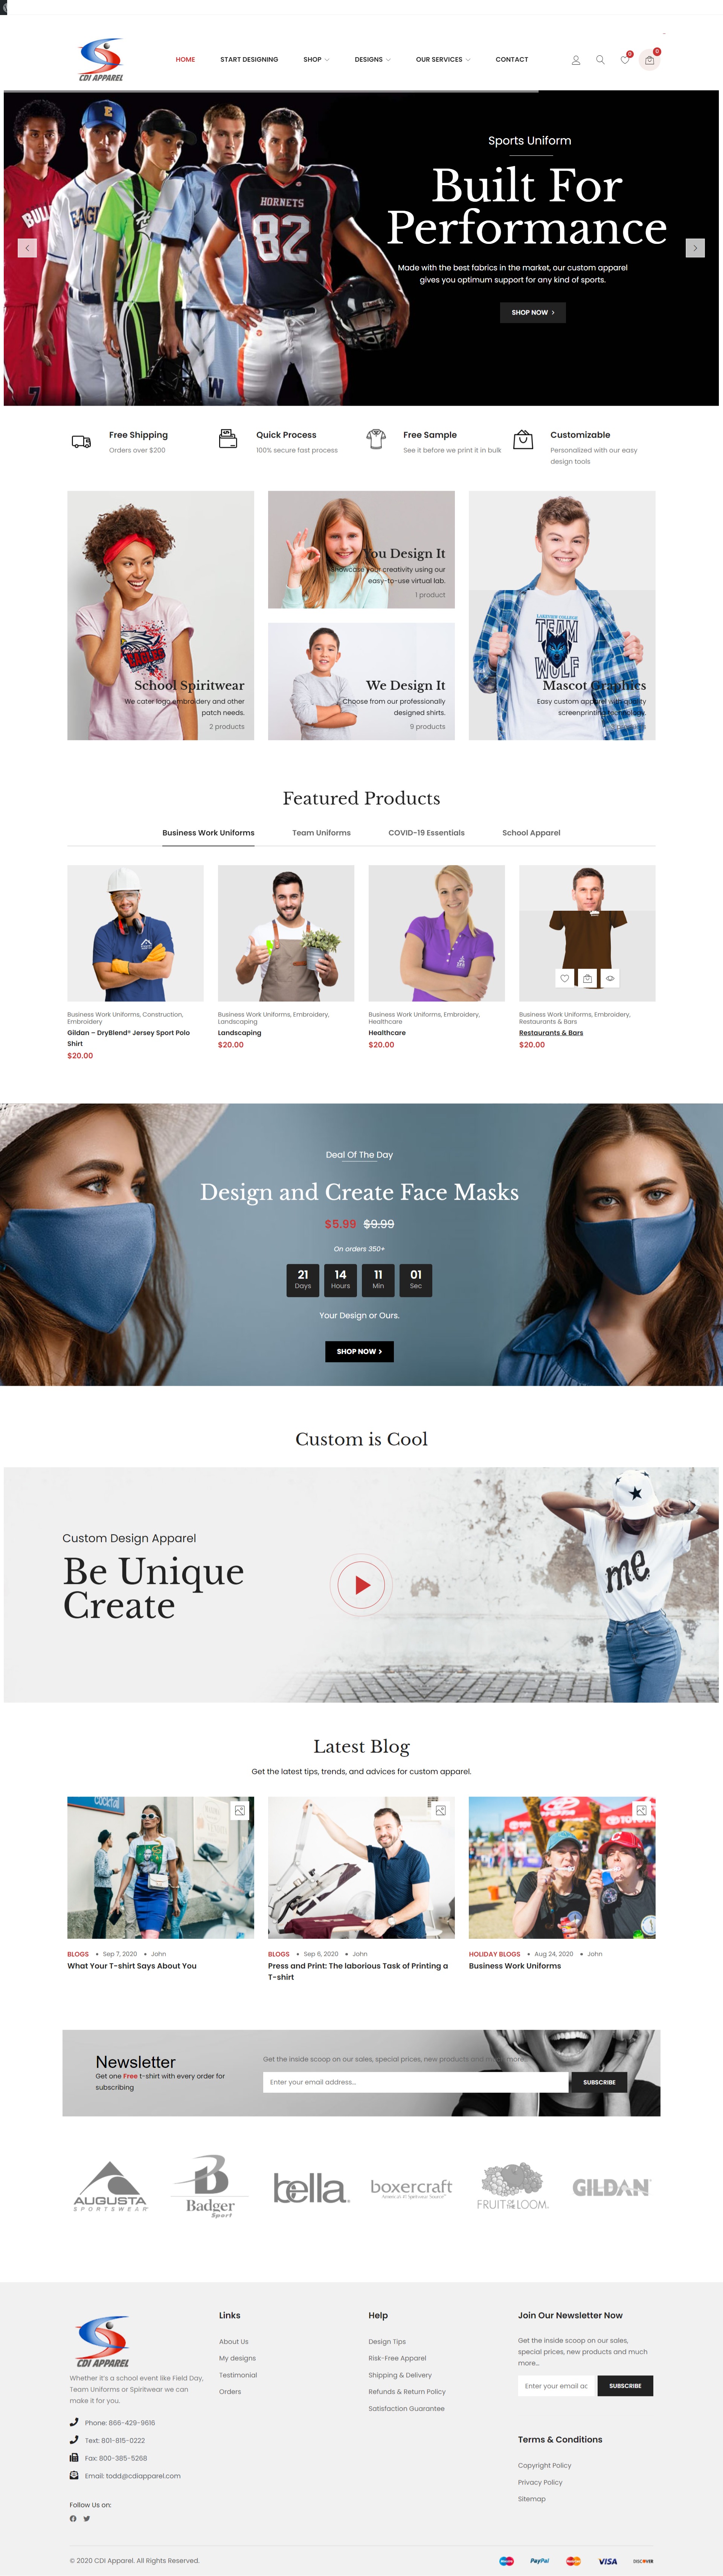 CDI APPAREL
HOME
START DESIGNING
SHOP
DESIGNS
OUR SERVICES
CONTACT
0
0
BULL
EAGL
E
HORNETS
82
7
W
Sports Uniform
Built For
Performance
Made with the best fabrics in the market, our custom apparel
gives you optimum support for any kind of sports.
SHOP NOW
Free Shipping
Orders over $200
Quick Process
100% secure fast process
Free Sample
See it before we print it in bulk
Customizable
Personalized with our easy
design tools
EAGLES
School Spiritwear
We cater logo embroidery and other
patch needs.
2 products
You Design It
Showcase your creativity using our
easy-to-use virtual lab.
1 product
We Design It
Choose from our professionally
designed shirts.
9 products
LAKEVIEW COLLEGE
TEAM
WOLF
Mascot Graphics
Easy custom apparel with quality
screenprinting technology.
Featured Products
Business Work Uniforms
Team Uniforms
COVID-19 Essentials
School Apparel
Business Work Uniforms, Construction,
Embroidery
Gildan – DryBlend® Jersey Sport Polo
Shirt
$20.00
Business Work Uniforms, Embroidery,
Landscaping
Landscaping
$20.00
Business Work Uniforms, Embroidery,
Healthcare
Healthcare
$20.00
Business Work Uniforms, Embroidery,
Restaurants & Bars
Restaurants & Bars
$20.00
Deal Of The Day
Design and Create Face Masks
$5.99 $9.99
On orders 350+
21 14 11 01
Days Hours Min Sec
Your Design or Ours.
SHOP NOW
Custom is Cool
Custom Design Apparel
Be Unique
Create
me
Latest Blog
Get the latest tips, trends, and advices for custom apparel.
cocktail
TOYO
BLOGS • Sep 7, 2020 • John
What Your T-shirt Says About You
BLOGS • Sep 6, 2020 • John
Press and Print: The laborious Task of Printing a
T-shirt
HOLIDAY BLOGS • Aug 24, 2020 • John
Business Work Uniforms
Newsletter
Get one Free t-shirt with every order for
subscribing
Get the inside scoop on our sales, special prices, new products and much more...
Enter your email address...
SUBSCRIBE
AUGUSTA
SPORTSWEAR
B
Badger
Sport
bella
boxercraft
America's #1 Spiritwear Source
FRUIT OF THE LOOM
GILDAN
CDI APPAREL
Whether it's a school event like Field Day,
Team Uniforms or Spiritwear we can
make it for you.
Phone: 866-429-9616
Text: 801-815-0222
Fax: 800-385-5268
Email: todd@cdiapparel.com
Follow Us on:
Links
About Us
My designs
Testimonial
Orders
Help
Design Tips
Risk-Free Apparel
Shipping & Delivery
Refunds & Return Policy
Satisfaction Guarantee
Join Our Newsletter Now
Get the inside scoop on our sales,
special prices, new products and much
more...
Enter your email ac
SUBSCRIBE
Terms & Conditions
Copyright Policy
Privacy Policy
Sitemap
© 2020 CDI Apparel. All Rights Reserved.
PayPal
VISA
DISCOVER